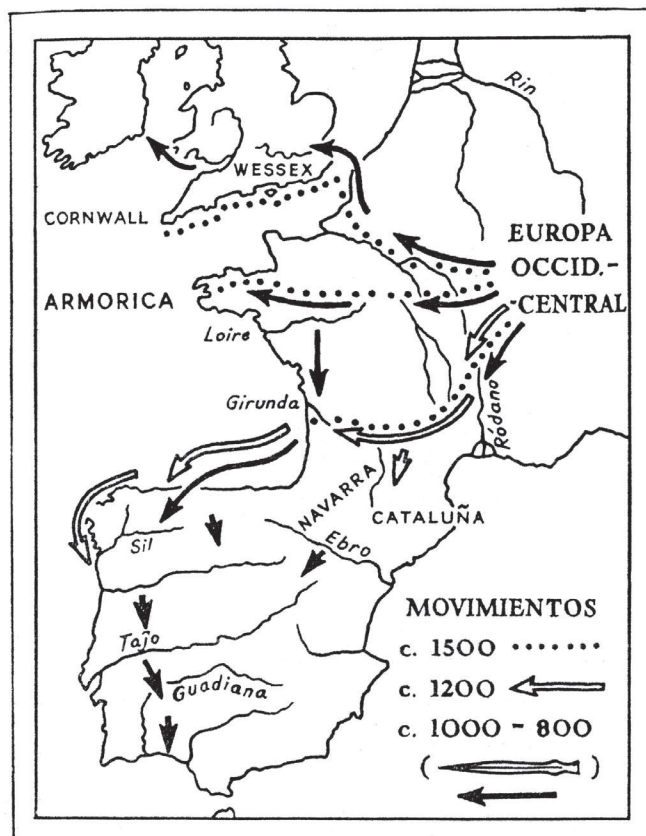 Rin
WESSEX
CORNWALL
EUROPA
OCCID.-
-CENTRAL
ARMORICA
Loire
Girunda
Ródano
NAVARRA
CATALUÑA
Sil
Ebro
MOVIMIENTOS
c. 1500
Tajo
c. 1200
Guadiana
c. 1000 - 800
( )